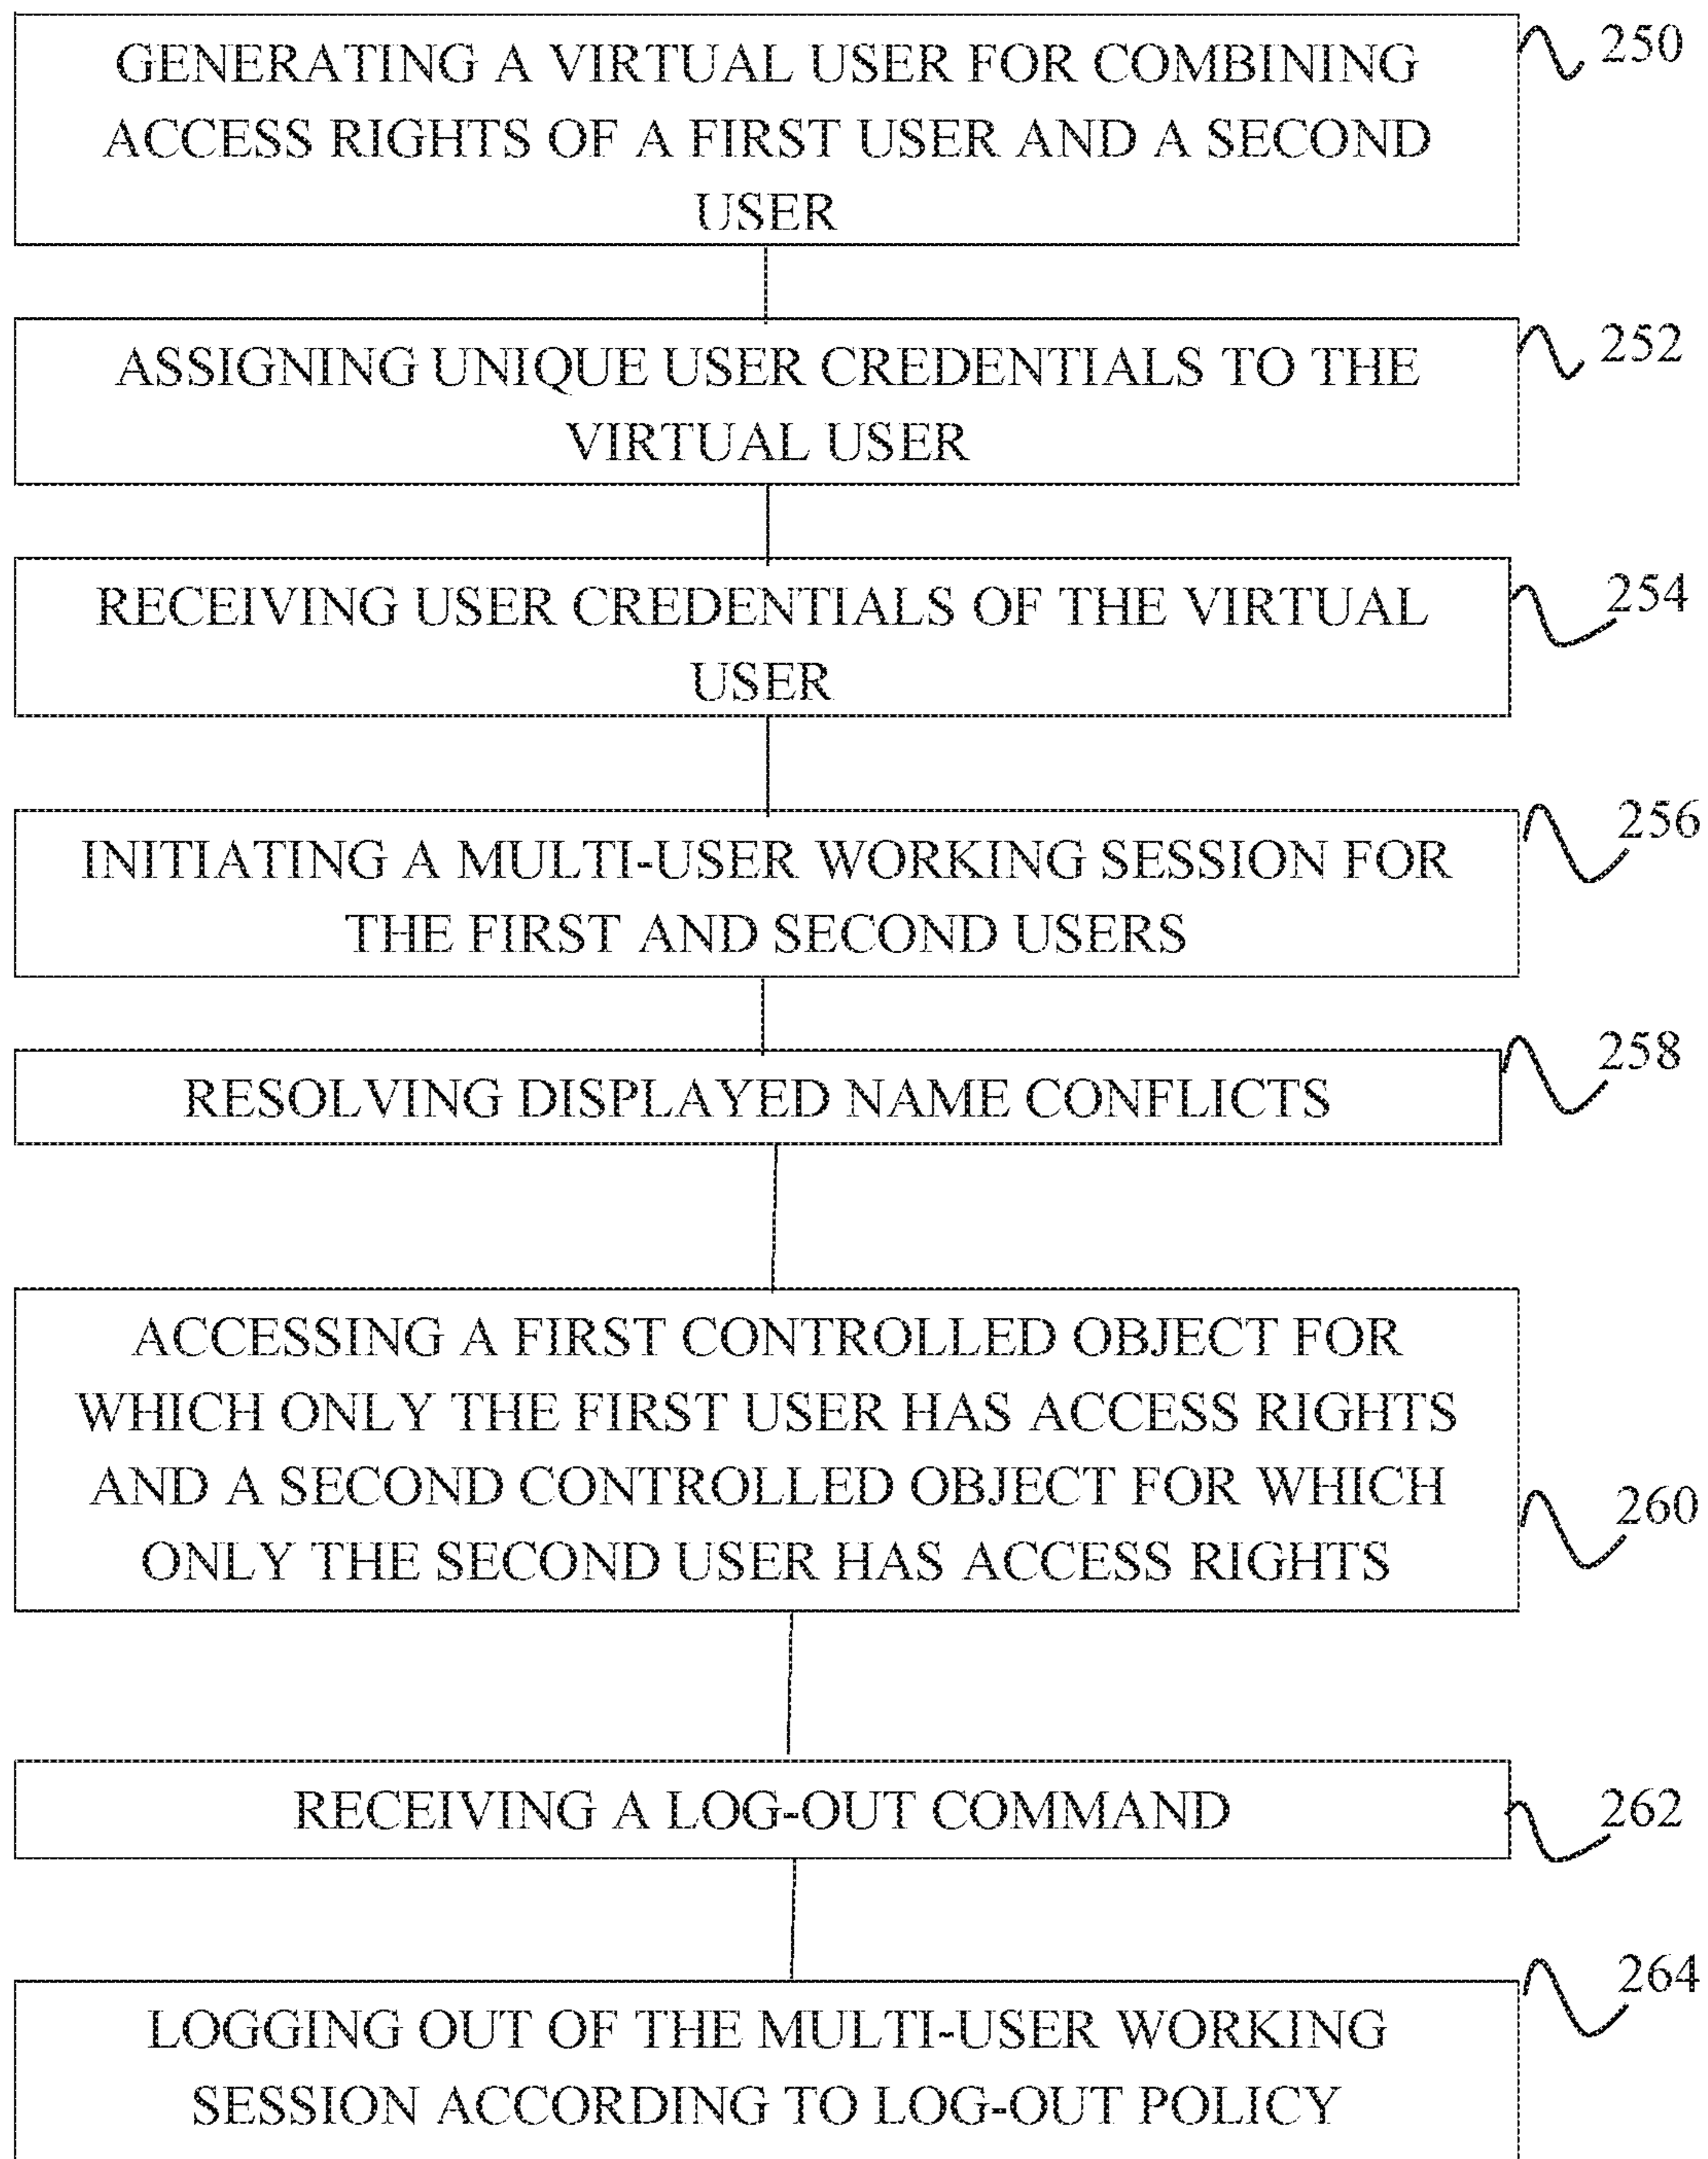 GENERATING A VIRTUAL USER FOR COMBINING
ACCESS RIGHTS OF A FIRST USER AND A SECOND
USER
250
ASSIGNING UNIQUE USER CREDENTIALS TO THE
VIRTUAL USER
252
RECEIVING USER CREDENTIALS OF THE VIRTUAL
USER
254
INITIATING A MULTI-USER WORKING SESSION FOR
THE FIRST AND SECOND USERS
256
RESOLVING DISPLAYED NAME CONFLICTS
258
ACCESSING A FIRST CONTROLLED OBJECT FOR
WHICH ONLY THE FIRST USER HAS ACCESS RIGHTS
AND A SECOND CONTROLLED OBJECT FOR WHICH
ONLY THE SECOND USER HAS ACCESS RIGHTS
260
RECEIVING A LOG-OUT COMMAND
262
LOGGING OUT OF THE MULTI-USER WORKING
SESSION ACCORDING TO LOG-OUT POLICY
264